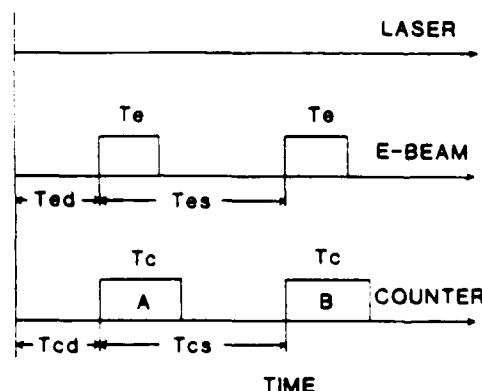 LASER
Te Te
E-BEAM
Ted Tes
Tc Tc
A B COUNTER
Tcd Tcs
TIME